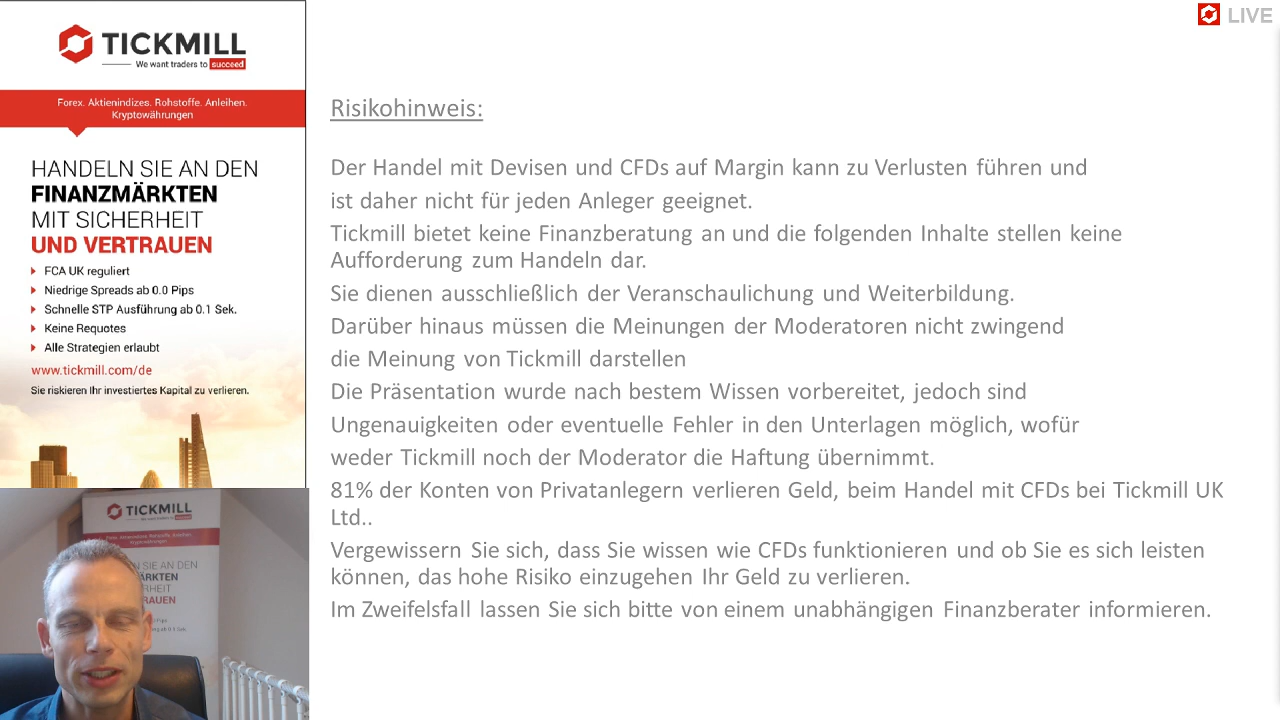 TICKMILL
We want traders to succeed
Forex. Aktienindizes. Rohstoffe. Anleihen.
Kryptowährungen
HANDELN SIE AN DEN
FINANZMÄRKTEN
MIT SICHERHEIT
UND VERTRAUEN
FCA UK reguliert
Niedrige Spreads ab 0.0 Pips
Schnelle STP Ausführung ab 0.1 Sek.
Keine Requotes
Alle Strategien erlaubt
www.tickmill.com/de
Sie riskieren Ihr investiertes Kapital zu verlieren.
LIVE
Risikohinweis:
Der Handel mit Devisen und CFDs auf Margin kann zu Verlusten führen und
ist daher nicht für jeden Anleger geeignet.
Tickmill bietet keine Finanzberatung an und die folgenden Inhalte stellen keine
Aufforderung zum Handeln dar.
Sie dienen ausschließlich der Veranschaulichung und Weiterbildung.
Darüber hinaus müssen die Meinungen der Moderatoren nicht zwingend
die Meinung von Tickmill darstellen
Die Präsentation wurde nach bestem Wissen vorbereitet, jedoch sind
Ungenauigkeiten oder eventuelle Fehler in den Unterlagen möglich, wofür
weder Tickmill noch der Moderator die Haftung übernimmt.
81% der Konten von Privatanlegern verlieren Geld, beim Handel mit CFDs bei Tickmill UK
Ltd..
Vergewissern Sie sich, dass Sie wissen wie CFDs funktionieren und ob Sie es sich leisten
können, das hohe Risiko einzugehen Ihr Geld zu verlieren.
Im Zweifelsfall lassen Sie sich bitte von einem unabhängigen Finanzberater informieren.
TICKMILL
SIE AN DEN
MÄRKTEN
HERHEIT
RAUEN